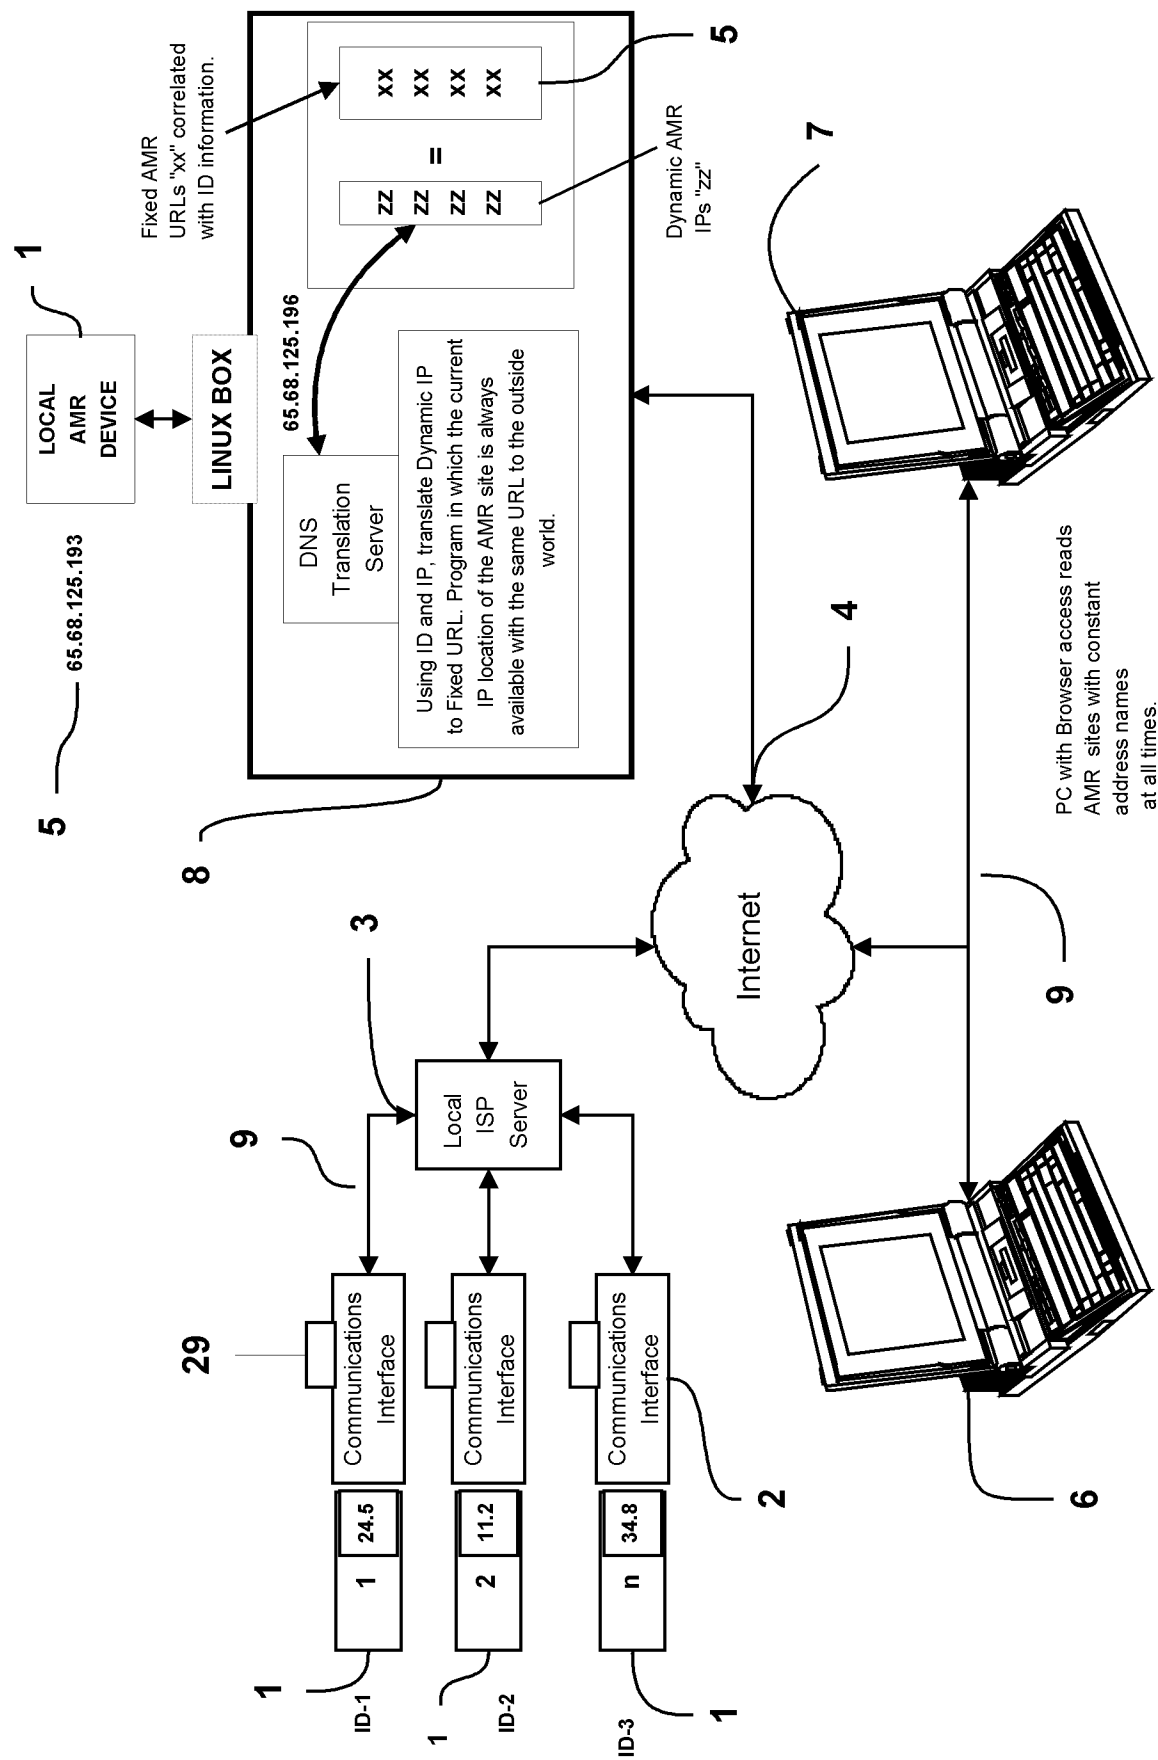 1
ID-1
1
24.5
Communications
Interface
29
9
1
ID-2
2
11.2
Communications
Interface
1
ID-3
n
34.8
Communications
Interface
2
Local
ISP
Server
3
Internet
4
5
65.68.125.193
LOCAL
AMR
DEVICE
1
LINUX BOX
8
DNS
Translation
Server
65.68.125.196
Using ID and IP, translate Dynamic IP
to Fixed URL. Program in which the current
IP location of the AMR site is always
available with the same URL to the outside
world.
Fixed AMR
URLs "xx" correlated
with ID information.
zz
zz
zz
zz
=
xx
xx
xx
xx
5
Dynamic AMR
IPs "zz"
6
9
7
PC with Browser access reads
AMR sites with constant
address names
at all times.